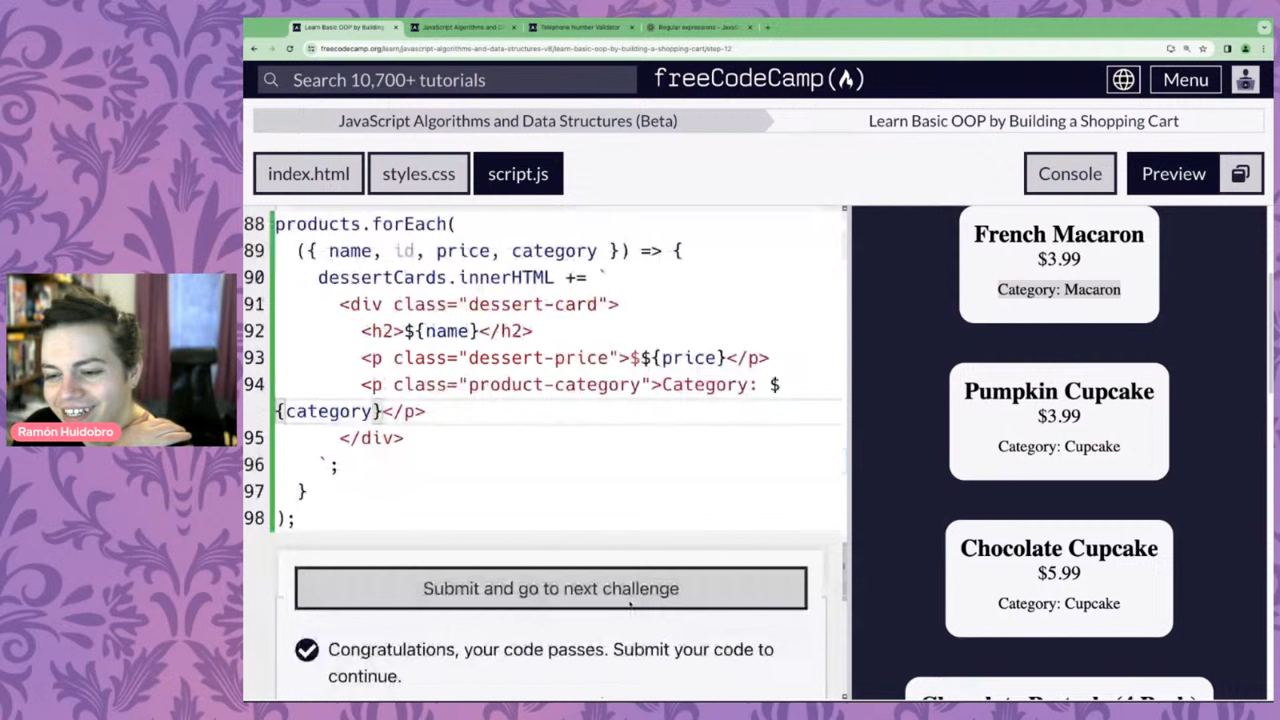 Learn Basic OOP by Building
JavaScript Algorithms and D
Telephone Number Validator
Regular expressions - JavaS
freecodecamp.org/learn/javascript-algorithms-and-data-structures-v8/learn-basic-oop-by-building-a-shopping-cart/step-12
Search 10,700+ tutorials
freeCodeCamp
Menu
JavaScript Algorithms and Data Structures (Beta)
Learn Basic OOP by Building a Shopping Cart
index.html
styles.css
script.js
Console
Preview
88 products.forEach(
89 ({ name, id, price, category }) => {
90 dessertCards.innerHTML += `
91 <div class="dessert-card">
92 <h2>${name}</h2>
93 <p class="dessert-price">$${price}</p>
94 <p class="product-category">Category: $
{category}</p>
95 </div>
96 `;
97 }
98 );
Submit and go to next challenge
Congratulations, your code passes. Submit your code to
continue.
French Macaron
$3.99
Category: Macaron
Pumpkin Cupcake
$3.99
Category: Cupcake
Chocolate Cupcake
$5.99
Category: Cupcake
Ramón Huidobro